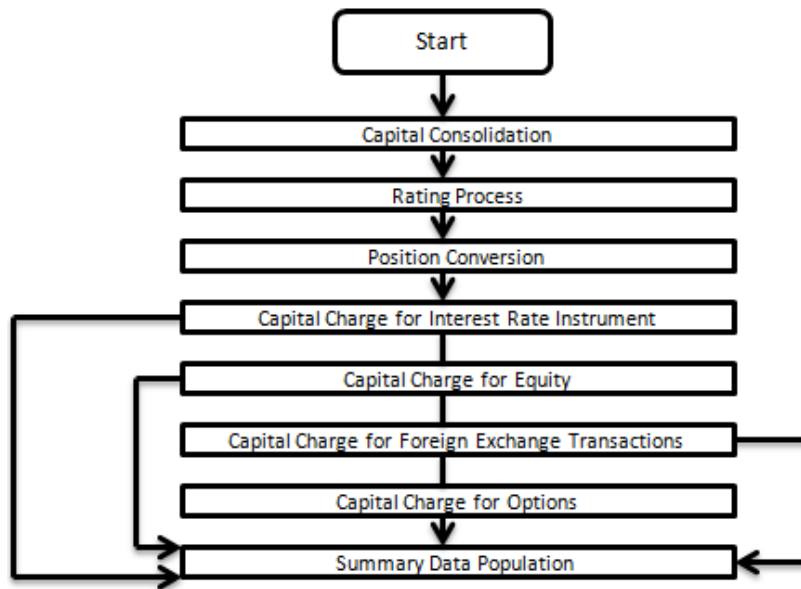 Start
Capital Consolidation
Rating Process
Position Conversion
Capital Charge for Interest Rate Instrument
Capital Charge for Equity
Capital Charge for Foreign Exchange Transactions
Capital Charge for Options
Summary Data Population